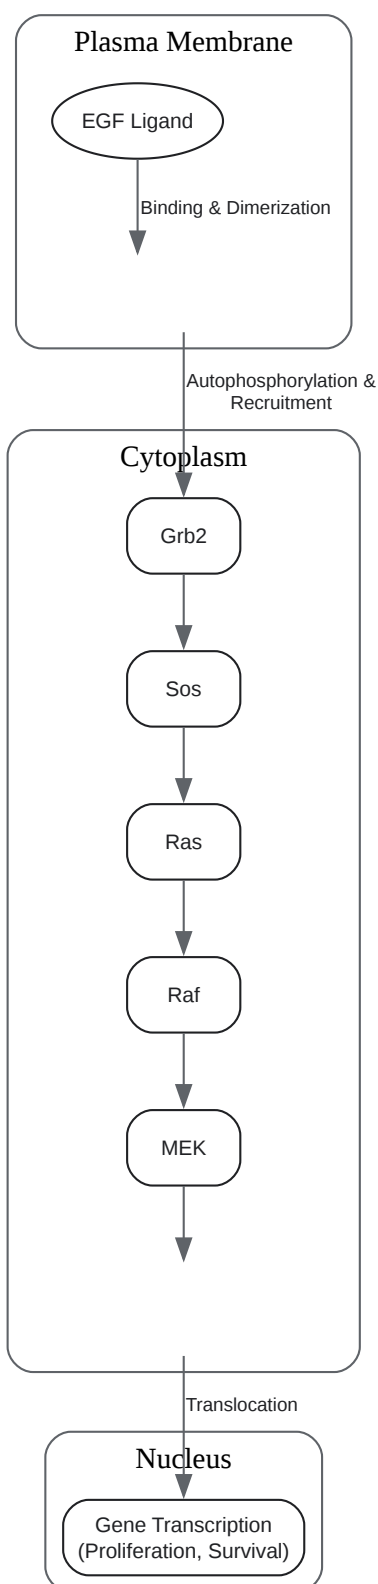 Plasma Membrane
EGF Ligand
Binding & Dimerization
Autophosphorylation &
Recruitment
Cytoplasm
Grb2
Sos
Ras
Raf
MEK
Translocation
Nucleus
Gene Transcription
(Proliferation, Survival)